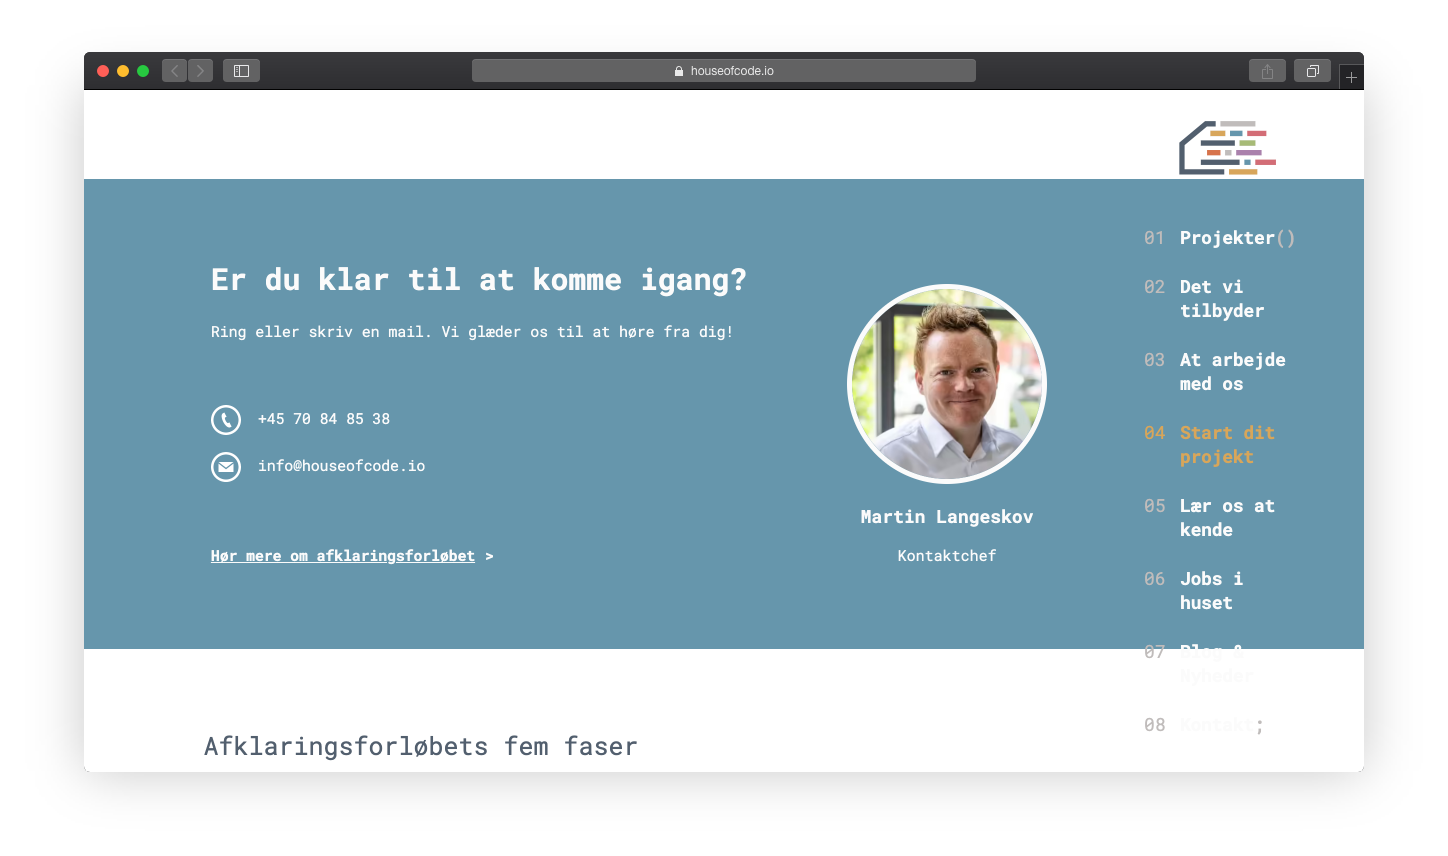 houseofcode.io
Er du klar til at komme igang?
Ring eller skriv en mail. Vi glæder os til at høre fra dig!
+45 70 84 85 38
info@houseofcode.io
Hør mere om afklaringsforløbet >
Martin Langeskov
Kontaktchef
01 Projekter()
02 Det vi
tilbyder
03 At arbejde
med os
04 Start dit
projekt
05 Lær os at
kende
06 Jobs i
huset
07 Blog &
Nyheder
08 Kontakt;
Afklaringsforløbets fem faser